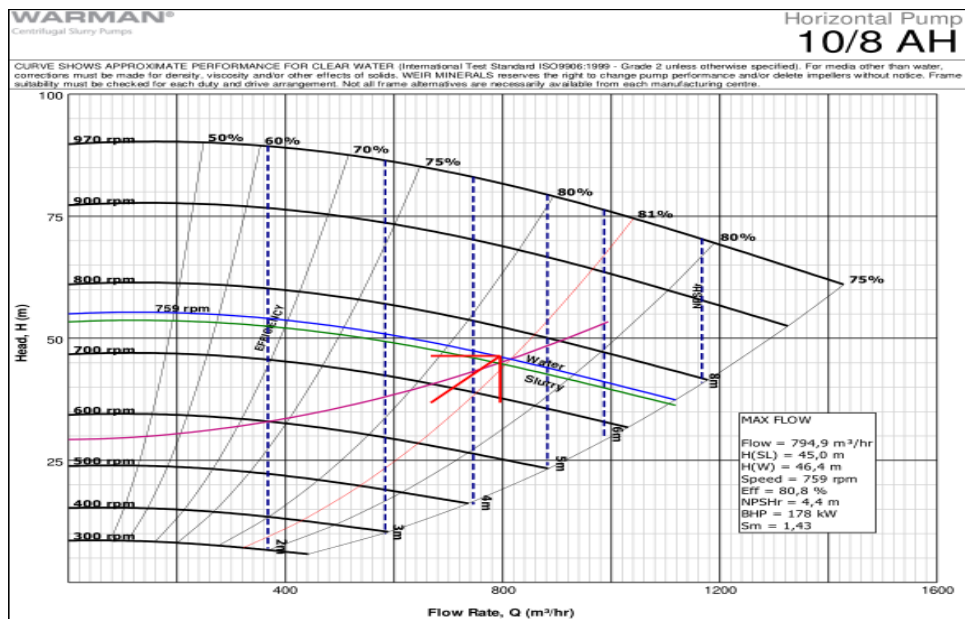 WARMAN®
Centrifugal Slurry Pumps
Horizontal Pump
10/8 AH
CURVE SHOWS APPROXIMATE PERFORMANCE FOR CLEAR WATER (International Test Standard ISO9906:1999 - Grade 2 unless otherwise specified). For media other than water,
corrections must be made for density, viscosity and/or other effects of solids. WEIR MINERALS reserves the right to change pump performance and/or delete impellers without notice. Frame
suitability must be checked for each duty and drive arrangement. Not all frame alternatives are necessarily available from each manufacturing centre.
100
970 rpm
50%
60%
70%
75%
80%
81%
80%
75%
900 rpm
75
800 rpm
759 rpm
EFFICIENCY
NPSHr
Head, H (m)
50
700 rpm
Water
Slurry
600 rpm
500 rpm
25
400 rpm
300 rpm
2m
3m
4m
5m
6m
8m
MAX FLOW
Flow = 794,9 m³/hr
H(SL) = 45,0 m
H(W) = 46,4 m
Speed = 759 rpm
Eff = 80,8 %
NPSHr = 4,4 m
BHP = 178 kW
Sm = 1,43
400
800
1200
1600
Flow Rate, Q (m³/hr)